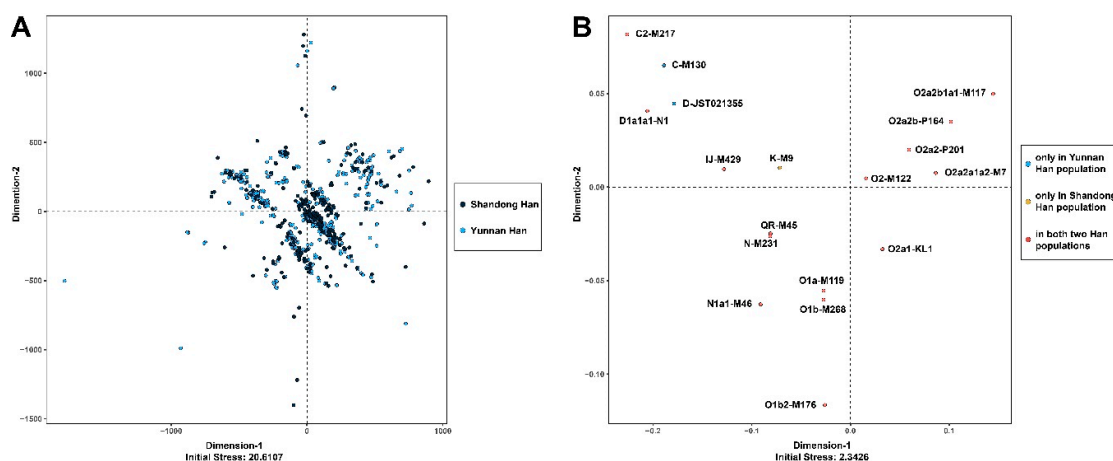 A
Dimension-2
1000
500
0
−500
−1000
−1500
−1000
0
1000
Dimension-1
Initial Stress: 20.6107
Shandong Han
Yunnan Han
B
Dimension-2
0.05
0.00
−0.05
−0.10
−0.2
−0.1
0.0
0.1
Dimension-1
Initial Stress: 2.3426
C2-M217
C-M130
D-JST021355
D1a1a1-N1
IJ-M429
K-M9
O2a2b1a1-M117
O2a2b-P164
O2a2-P201
O2a2a1a2-M7
O2-M122
QR-M45
N-M231
O2a1-KL1
O1a-M119
N1a1-M46
O1b-M268
O1b2-M176
only in Yunnan
Han population
only in Shandong
Han population
in both two Han
populations